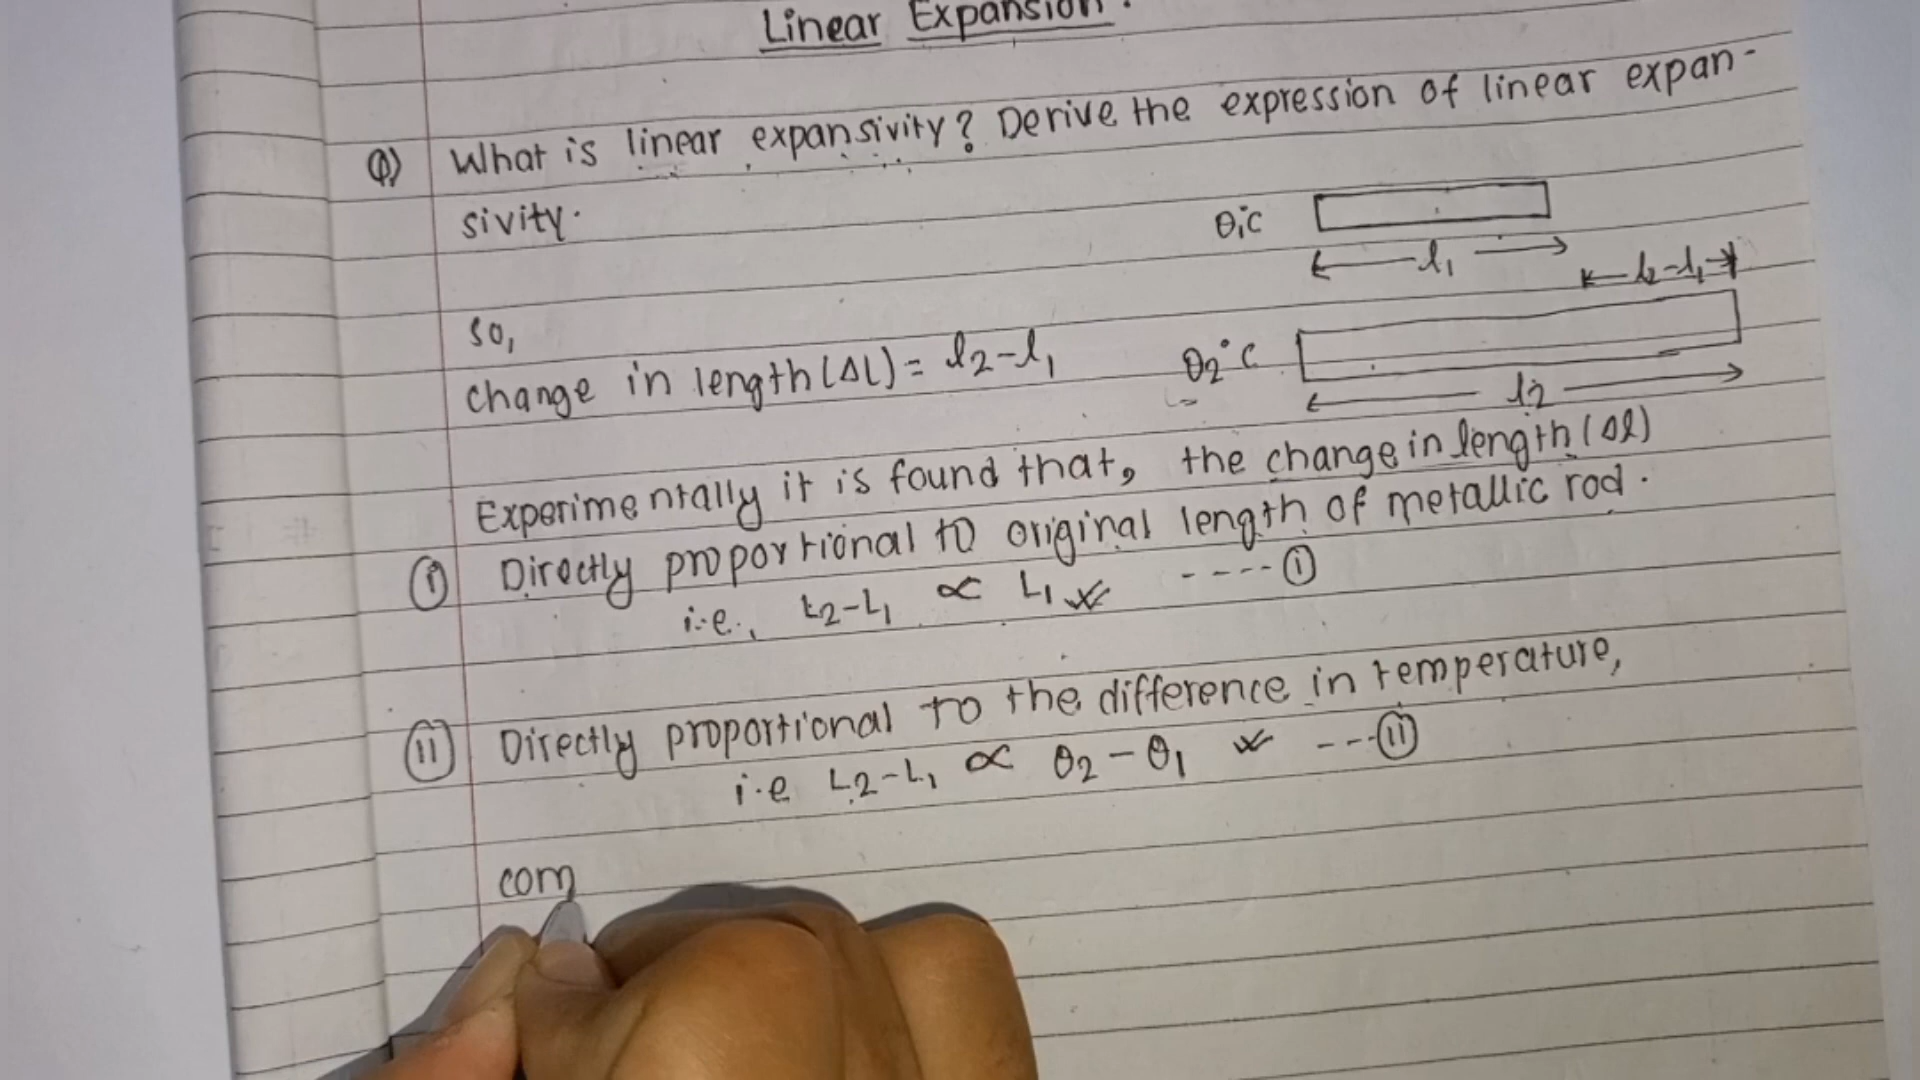 Linear Expansion.
Q) What is linear expansivity? Derive the expression of linear expan-
sivity.
θ₁°C
l₁
l₂-l₁
so,
change in length (Δl) = l₂-l₁
θ₂°C
l₂
Experimentally it is found that, the change in length (Δl)
(i) Directly proportional to original length of metallic rod.
i.e., L₂-L₁ ∝ L₁ ----(i)
(ii) Directly proportional to the difference in temperature,
i.e L₂-L₁ ∝ θ₂-θ₁ ---(ii)
com